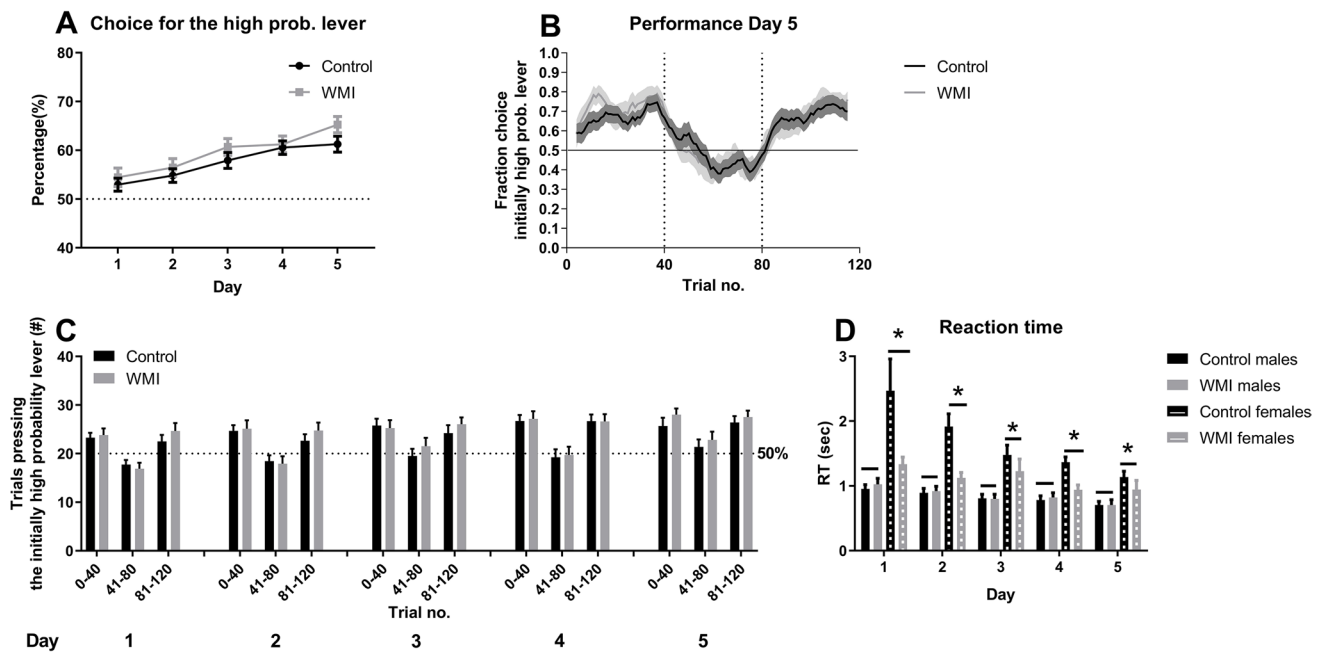 A Choice for the high prob. lever
80
70
60
50
40
Percentage(%)
1 2 3 4 5
Day
Control
WMI
B Performance Day 5
1.0
0.9
0.8
0.7
0.6
0.5
0.4
0.3
0.2
0.1
0.0
Fraction choice
initially high prob. lever
0 40 80 120
Trial no.
Control
WMI
C
40
30
20
10
0
Trials pressing
the initially high probability lever (#)
Control
WMI
50%
0-40 41-80 81-120 0-40 41-80 81-120 0-40 41-80 81-120 0-40 41-80 81-120 0-40 41-80 81-120
Trial no.
Day 1 2 3 4 5
D Reaction time
3
2
1
0
RT (sec)
* * * * *
1 2 3 4 5
Day
Control males
WMI males
Control females
WMI females